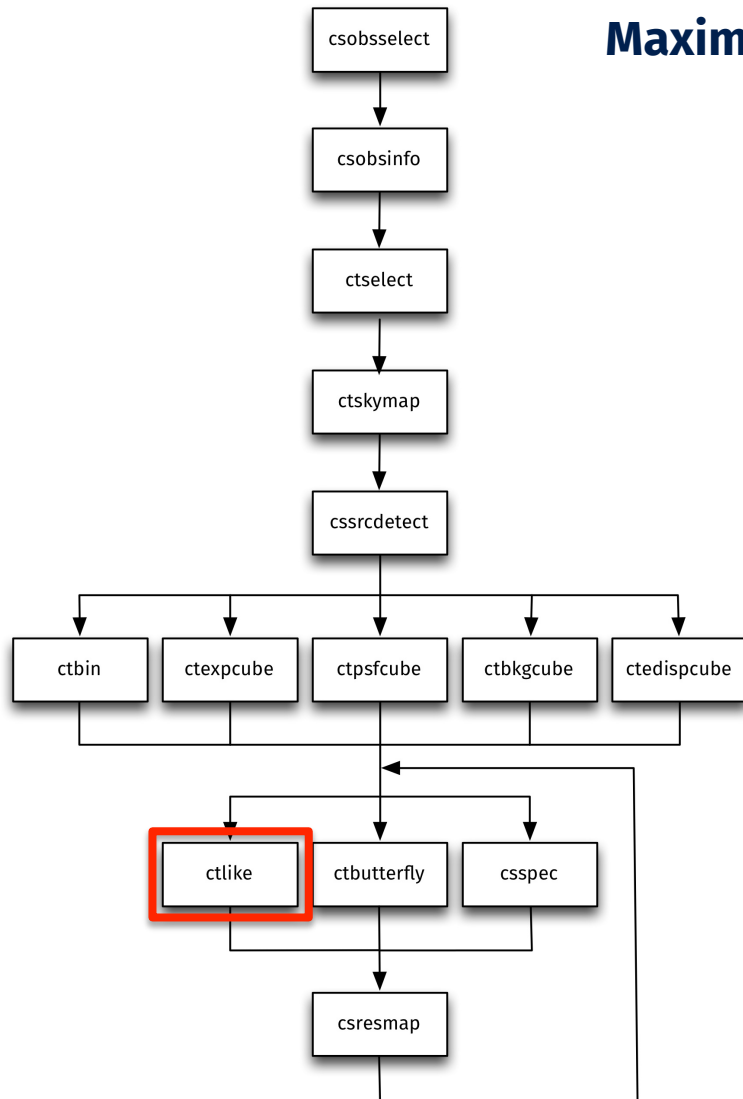 Maxim
csobsselect
csobsinfo
ctselect
ctskymap
cssrcdetect
ctbin
ctexpcube
ctpsfcube
ctbkgcube
ctedispcube
ctlike
ctbutterfly
csspec
csresmap